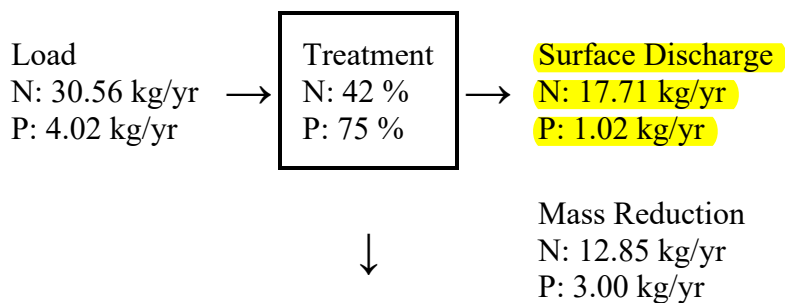 Load
N: 30.56 kg/yr
P: 4.02 kg/yr
→
Treatment
N: 42 %
P: 75 %
→
Surface Discharge
N: 17.71 kg/yr
P: 1.02 kg/yr
↓
Mass Reduction
N: 12.85 kg/yr
P: 3.00 kg/yr